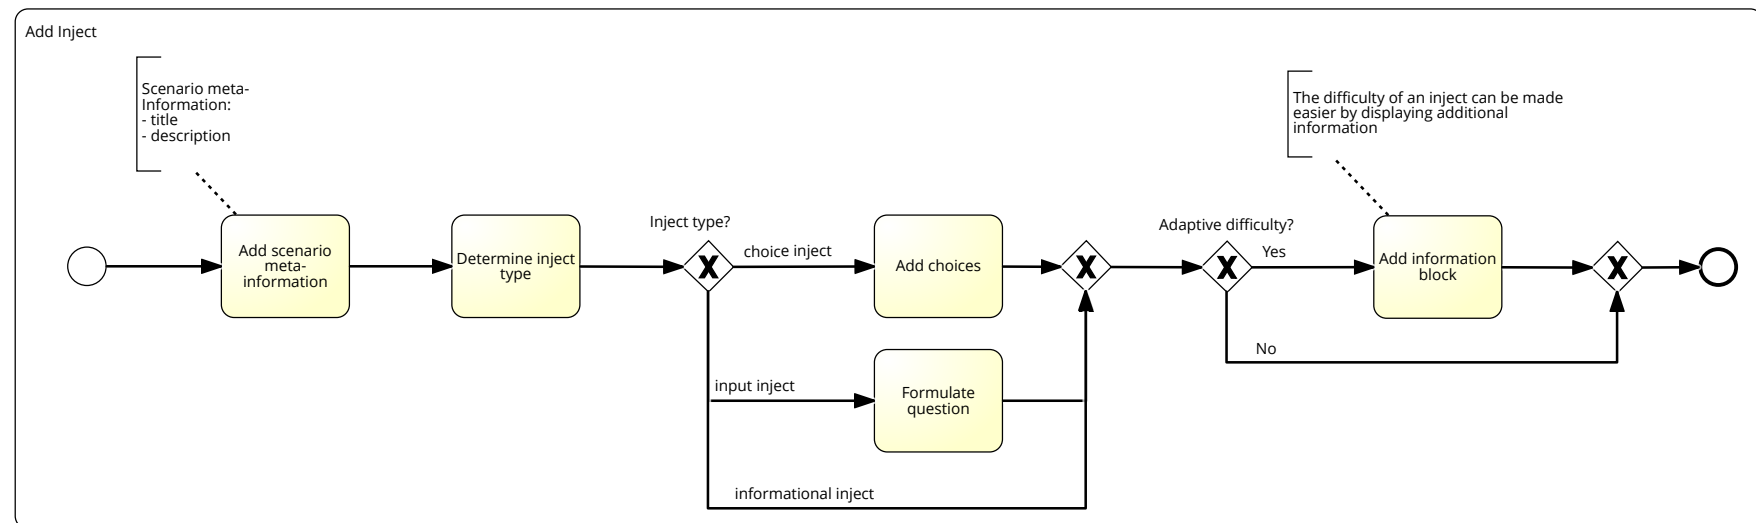 Add Inject
Scenario meta-
Information:
- title
- description
The difficulty of an inject can be made
easier by displaying additional
information
Add scenario
meta-
information
Determine inject
type
Inject type?
choice inject
Add choices
input inject
Formulate
question
informational inject
Adaptive difficulty?
Yes
Add information
block
No